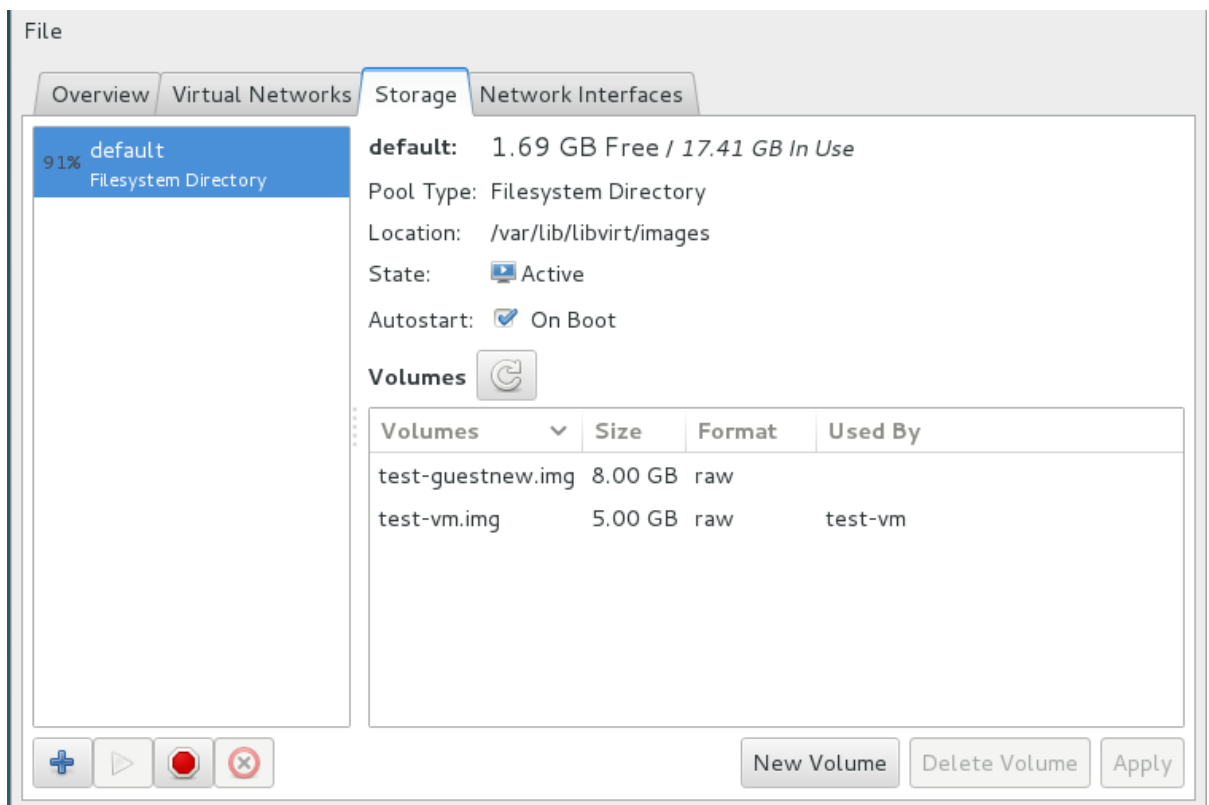 File
Overview Virtual Networks Storage Network Interfaces
91% default
Filesystem Directory
default: 1.69 GB Free / 17.41 GB In Use
Pool Type: Filesystem Directory
Location: /var/lib/libvirt/images
State: Active
Autostart: On Boot
Volumes
Volumes Size Format Used By
test-guestnew.img 8.00 GB raw
test-vm.img 5.00 GB raw test-vm
New Volume Delete Volume Apply